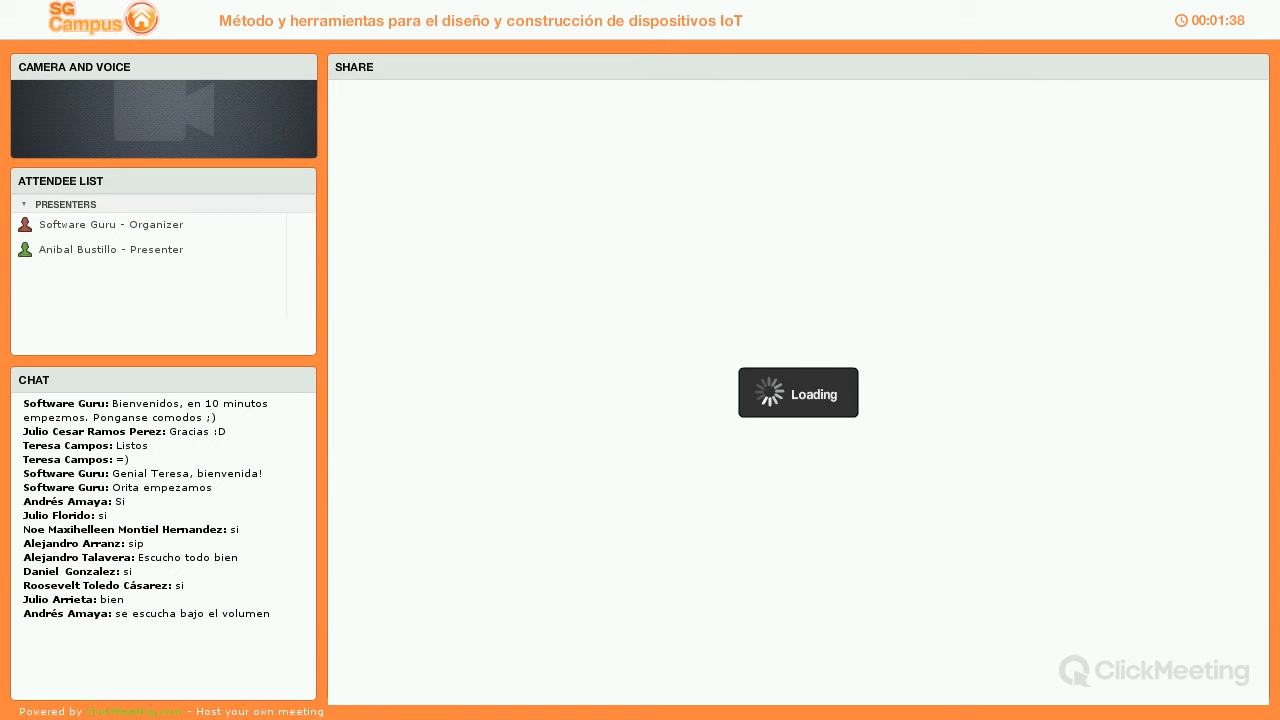 SG
Campus
Método y herramientas para el diseño y construcción de dispositivos IoT
00:01:38
CAMERA AND VOICE
ATTENDEE LIST
PRESENTERS
Software Guru - Organizer
Anibal Bustillo - Presenter
CHAT
Software Guru: Bienvenidos, en 10 minutos
empezmos. Ponganse comodos ;)
Julio Cesar Ramos Perez: Gracias :D
Teresa Campos: Listos
Teresa Campos: =)
Software Guru: Genial Teresa, bienvenida!
Software Guru: Orita empezamos
Andrés Amaya: Si
Julio Florido: si
Noe Maxihelleen Montiel Hernandez: si
Alejandro Arranz: sip
Alejandro Talavera: Escucho todo bien
Daniel Gonzalez: si
Roosevelt Toledo Cásarez: si
Julio Arrieta: bien
Andrés Amaya: se escucha bajo el volumen
Powered by ClickMeeting.com - Host your own meeting
SHARE
Loading
ClickMeeting